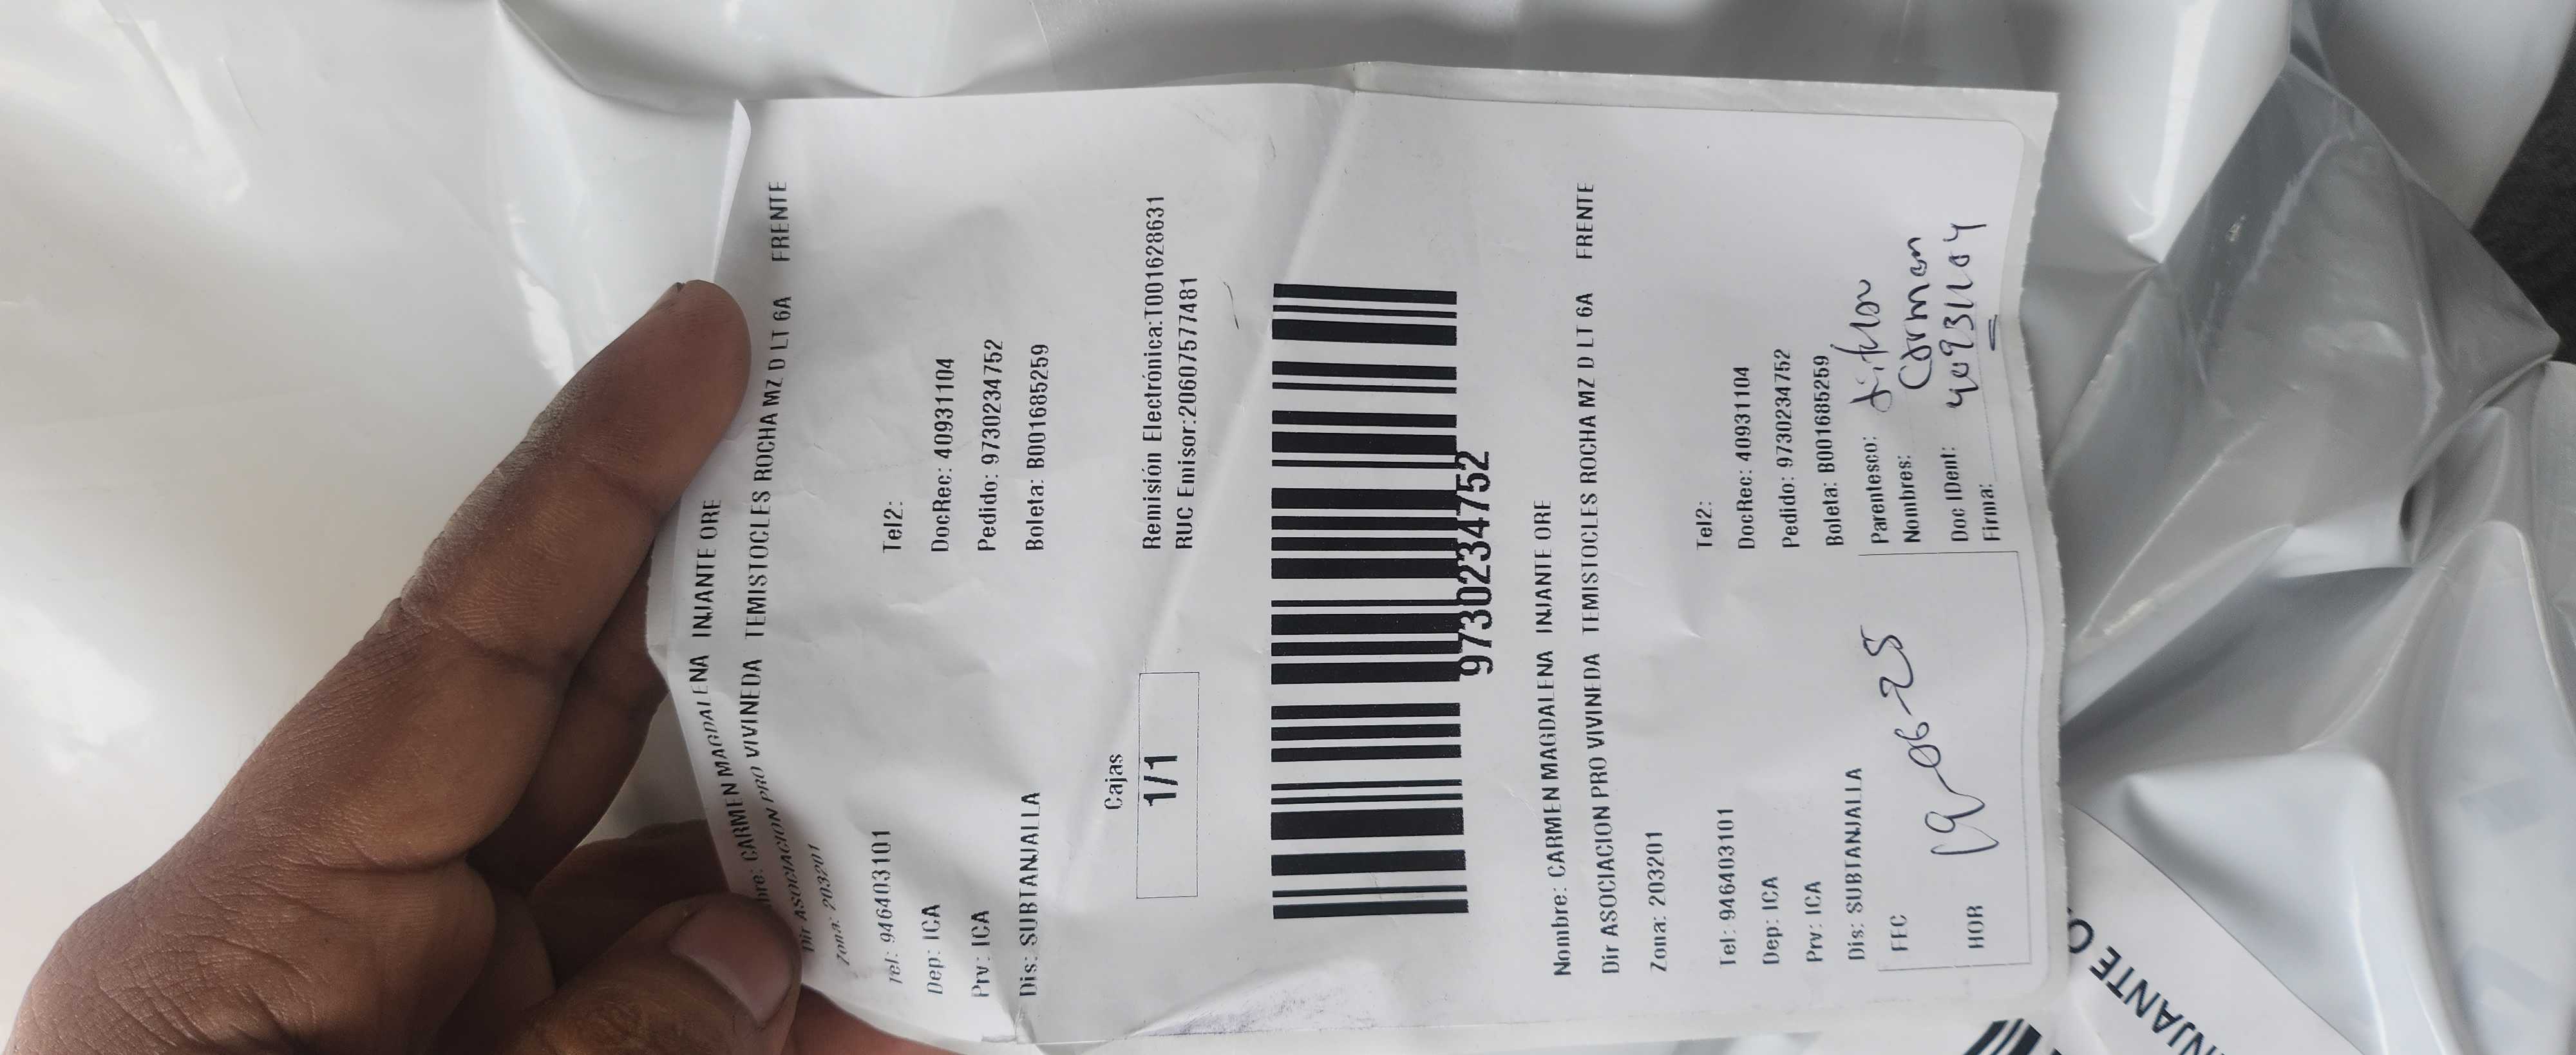 bre: CARMEN MAGDALENA INJANTE ORE
Dir ASOCIACION PRO VIVINEDA TEMISTOCLES ROCHA MZ D LT 6A FRENTE
Zona: 203201
Tel: 946403101 Tel2:
Dep: ICA DocRec: 40931104
Prv: ICA Pedido: 9730234752
Dis: SUBTANJALLA Boleta: B001685259
Cajas
1/1
Remisión Electrónica:T001628631
RUC Emisor:20607577481
9730234752
Nombre: CARMEN MAGDALENA INJANTE ORE
Dir ASOCIACION PRO VIVINEDA TEMISTOCLES ROCHA MZ D LT 6A FRENTE
Zona: 203201
Tel: 946403101 Tel2:
Dep: ICA DocRec: 40931104
Prv: ICA Pedido: 9730234752
Dis: SUBTANJALLA Boleta: B001685259
FEC 19-06-25
HOR
Parentesco:
Nombres: Carmen
Doc IDent: 40931104
Firma:
INJANTE O